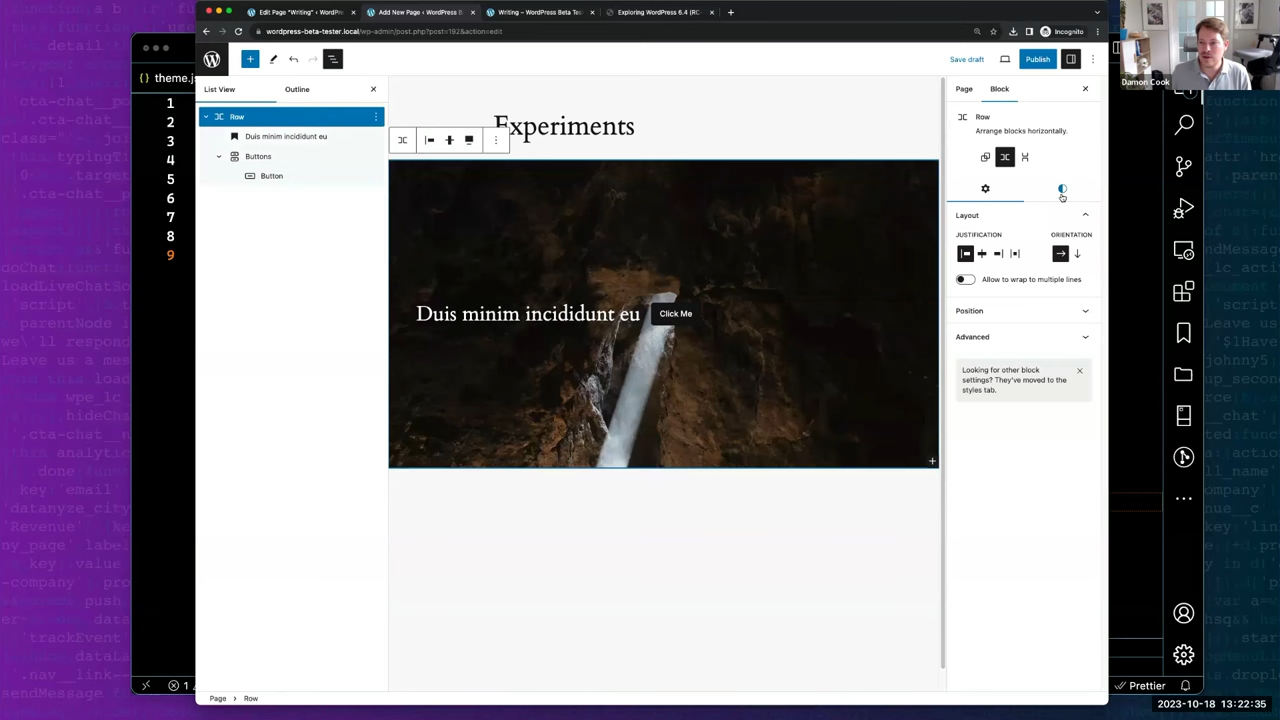 Edit Page "Writing" ‹ WordPr
Add New Page ‹ WordPress B
Writing – WordPress Beta Tes
Exploring WordPress 6.4 (RC
wordpress-beta-tester.local/wp-admin/post.php?post=192&action=edit
Incognito
Damon Cook
theme.js
1
2
3
4
5
6
7
8
9
Save draft
Publish
List View
Outline
Row
Duis minim incididunt eu
Buttons
Button
Experiments
Duis minim incididunt eu
Click Me
Page
Block
Row
Arrange blocks horizontally.
Layout
JUSTIFICATION
ORIENTATION
Allow to wrap to multiple lines
Position
Advanced
Looking for other block
settings? They've moved to the
styles tab.
Page
Row
1
Prettier
2023-10-18 13:22:35